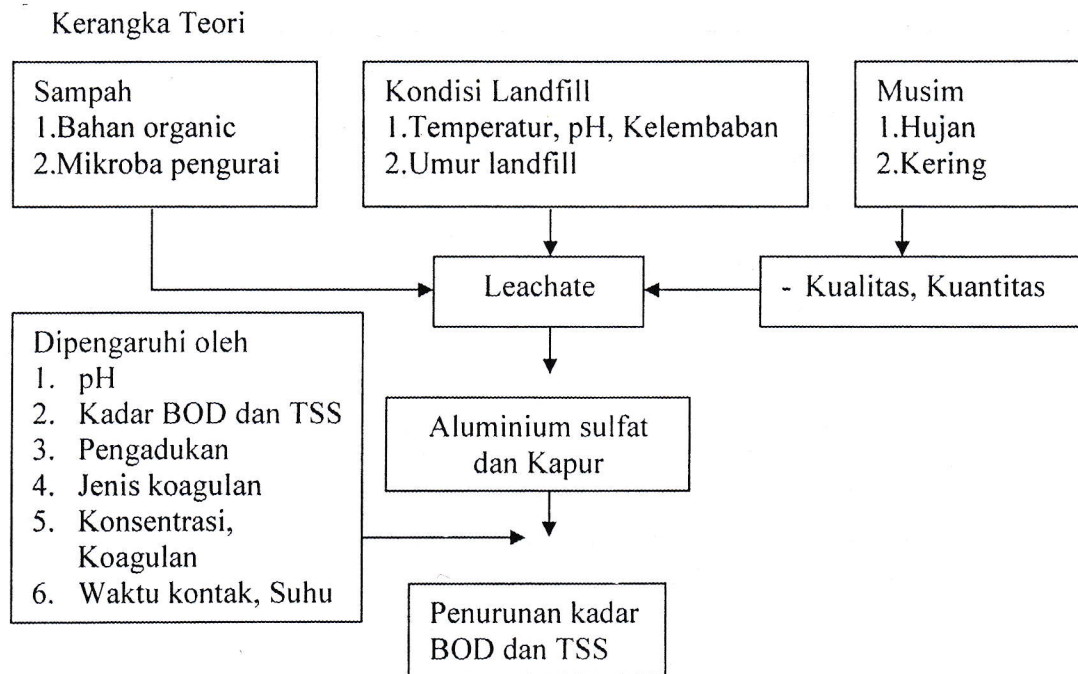 Kerangka Teori
Sampah
1.Bahan organic
2.Mikroba pengurai
Kondisi Landfill
1.Temperatur, pH, Kelembaban
2.Umur landfill
Musim
1.Hujan
2.Kering
Leachate
- Kualitas, Kuantitas
Dipengaruhi oleh
1. pH
2. Kadar BOD dan TSS
3. Pengadukan
4. Jenis koagulan
5. Konsentrasi,
Koagulan
6. Waktu kontak, Suhu
Aluminium sulfat
dan Kapur
Penurunan kadar
BOD dan TSS